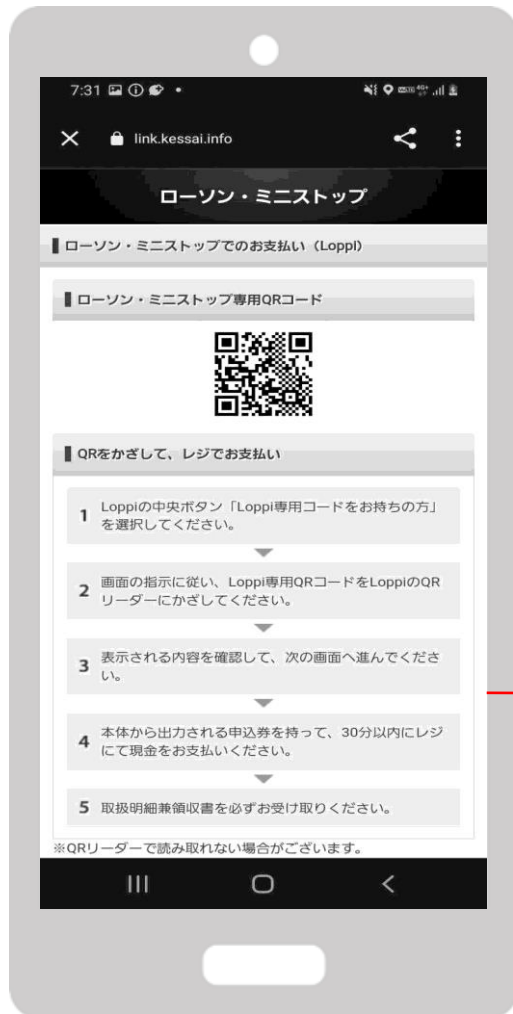 7:31
link.kessai.info
ローソン・ミニストップ
ローソン・ミニストップでのお支払い（Loppi）
ローソン・ミニストップ専用QRコード
QRをかざして、レジでお支払い
1 Loppiの中央ボタン「Loppi専用コードをお持ちの方」
を選択してください。
2 画面の指示に従い、Loppi専用QRコードをLoppiのQR
リーダーにかざしてください。
3 表示される内容を確認して、次の画面へ進んでくださ
い。
4 本体から出力される申込券を持って、30分以内にレジ
にて現金をお支払いください。
5 取扱明細兼領収書を必ずお受け取りください。
※QRリーダーで読み取れない場合がございます。